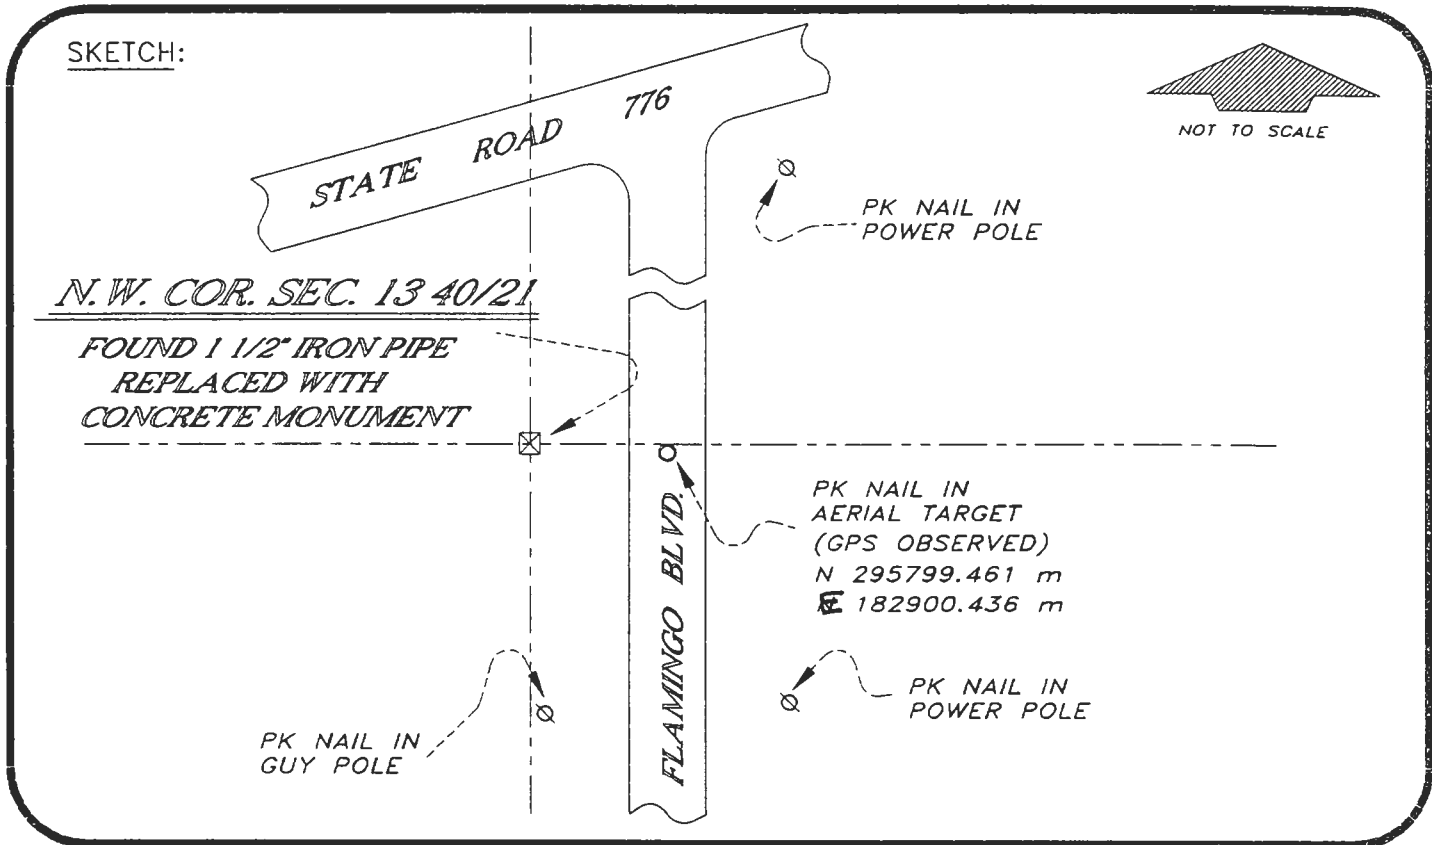 SKETCH:
STATE ROAD 776
NOT TO SCALE
PK NAIL IN
POWER POLE
N.W. COR. SEC. 13 40/21
FOUND 1 1/2" IRON PIPE
REPLACED WITH
CONCRETE MONUMENT
PK NAIL IN
AERIAL TARGET
(GPS OBSERVED)
N 295799.461 m
E 182900.436 m
FLAMINGO BLVD.
PK NAIL IN
POWER POLE
PK NAIL IN
GUY POLE